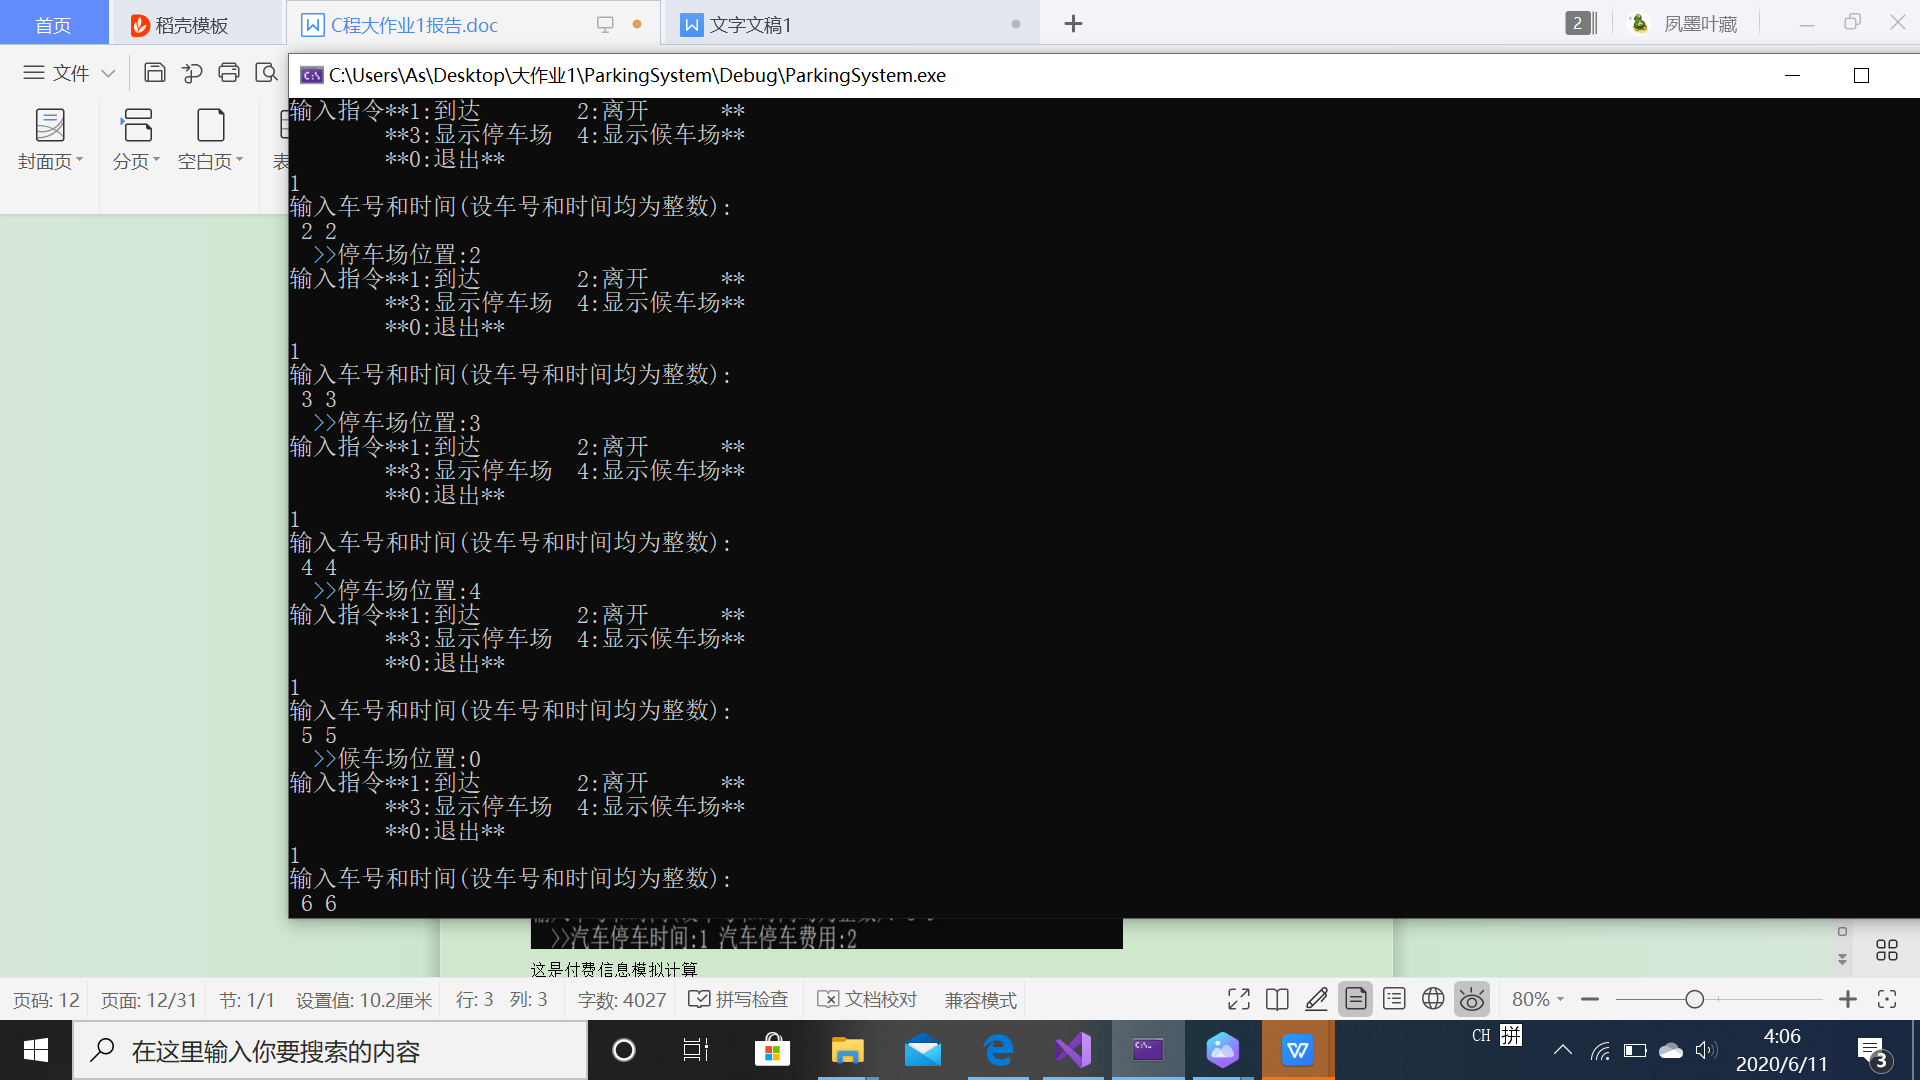 首页 稻壳模板 C程大作业1报告.doc 文字文稿1 2 凤墨叶藏
文件
封面页 分页 空白页 表
C:\Users\As\Desktop\大作业1\ParkingSystem\Debug\ParkingSystem.exe
输入指令**1:到达 2:离开 **
**3:显示停车场 4:显示候车场**
**0:退出**
1
输入车号和时间(设车号和时间均为整数):
2 2
>>停车场位置:2
输入指令**1:到达 2:离开 **
**3:显示停车场 4:显示候车场**
**0:退出**
1
输入车号和时间(设车号和时间均为整数):
3 3
>>停车场位置:3
输入指令**1:到达 2:离开 **
**3:显示停车场 4:显示候车场**
**0:退出**
1
输入车号和时间(设车号和时间均为整数):
4 4
>>停车场位置:4
输入指令**1:到达 2:离开 **
**3:显示停车场 4:显示候车场**
**0:退出**
1
输入车号和时间(设车号和时间均为整数):
5 5
>>候车场位置:0
输入指令**1:到达 2:离开 **
**3:显示停车场 4:显示候车场**
**0:退出**
1
输入车号和时间(设车号和时间均为整数):
6 6
>>汽车停车时间:1 汽车停车费用:2
这是付费信息模拟计算
页码: 12 页面: 12/31 节: 1/1 设置值: 10.2厘米 行: 3 列: 3 字数: 4027 拼写检查 文档校对 兼容模式 80%
在这里输入你要搜索的内容 CH 拼 4:06
2020/6/11 3